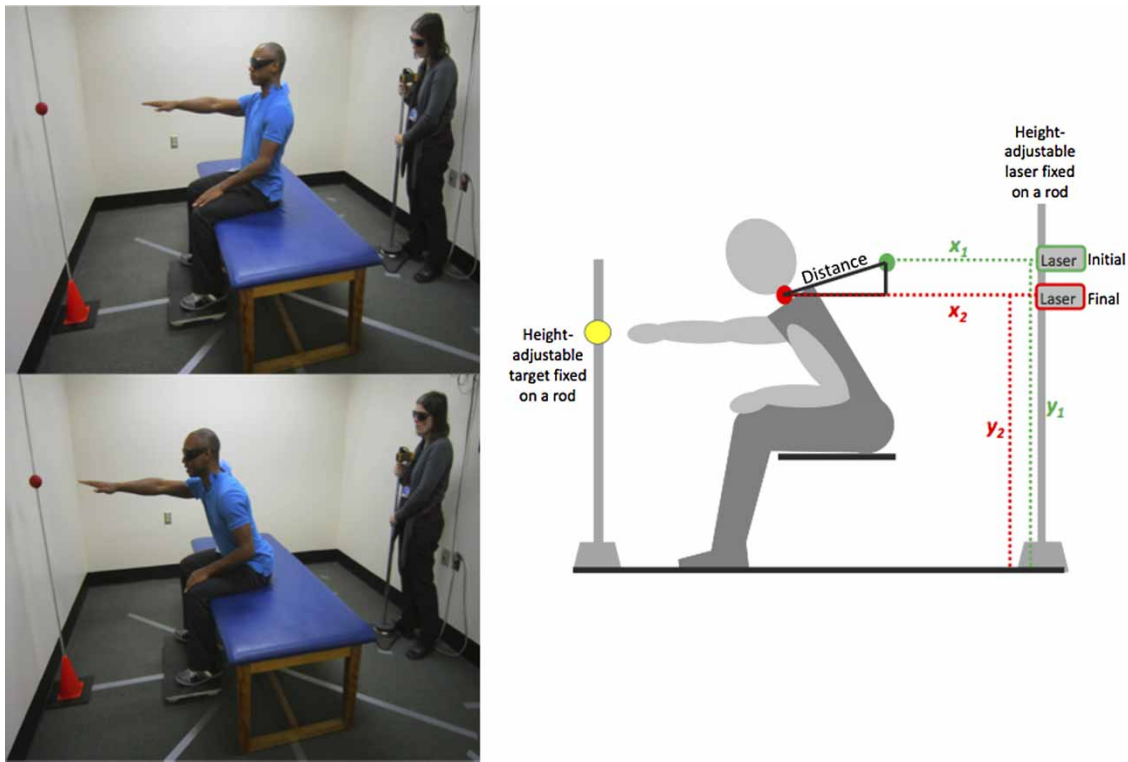 Height-
adjustable
laser fixed
on a rod
x1
Laser Initial
Distance
Laser Final
x2
Height-
adjustable
target fixed
on a rod
y1
y2